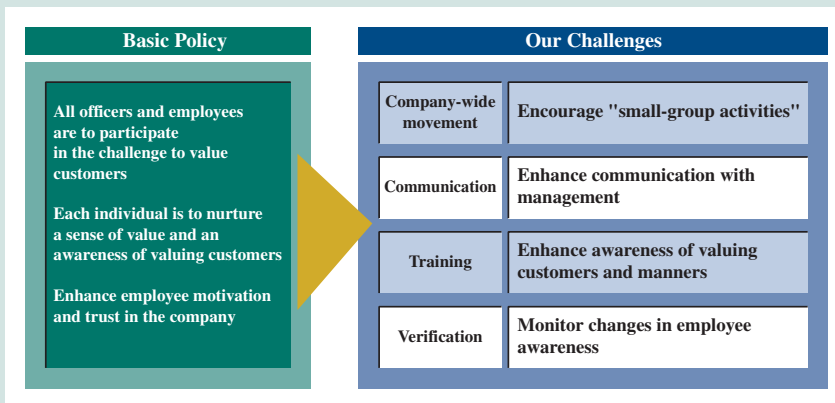 Basic Policy
All officers and employees
are to participate
in the challenge to value
customers
Each individual is to nurture
a sense of value and an
awareness of valuing customers
Enhance employee motivation
and trust in the company
Our Challenges
Company-wide
movement
Encourage "small-group activities"
Communication
Enhance communication with
management
Training
Enhance awareness of valuing
customers and manners
Verification
Monitor changes in employee
awareness